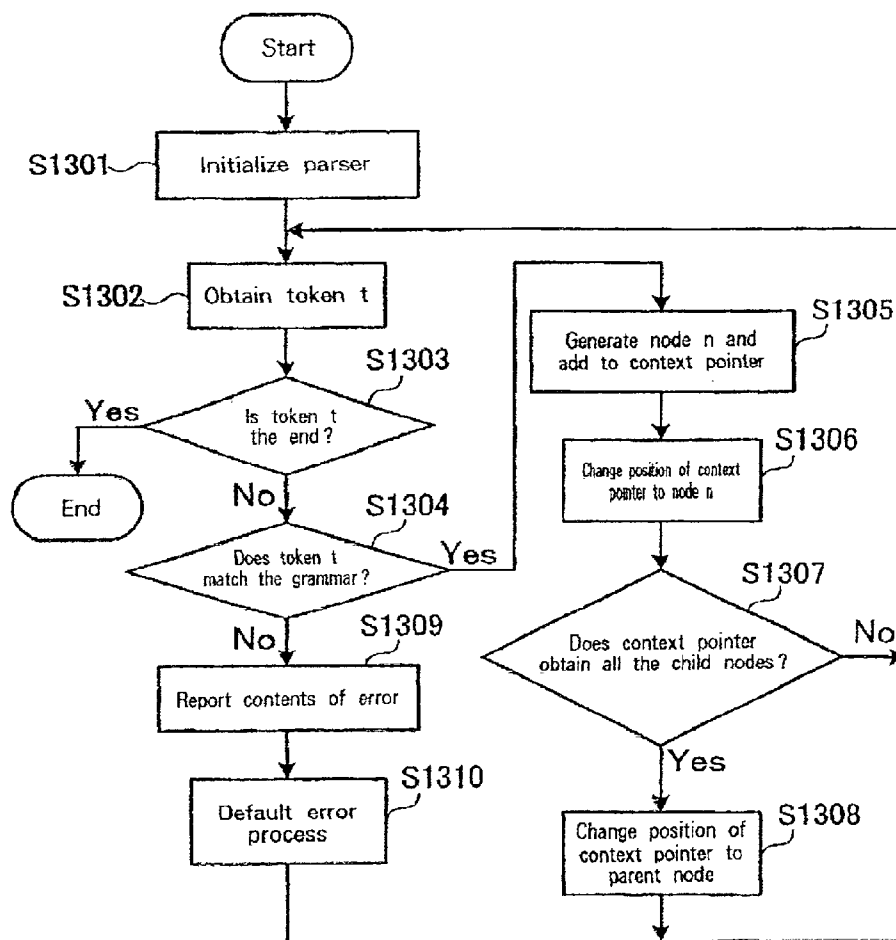 Start
S1301
Initialize parser
S1302
Obtain token t
S1303
Is token t
the end?
Yes
End
No
S1304
Does token t
match the grammar?
Yes
No
S1309
Report contents of error
S1310
Default error
process
S1305
Generate node n and
add to context pointer
S1306
Change position of context
pointer to node n
S1307
Does context pointer
obtain all the child nodes?
No
Yes
S1308
Change position of
context pointer to
parent node